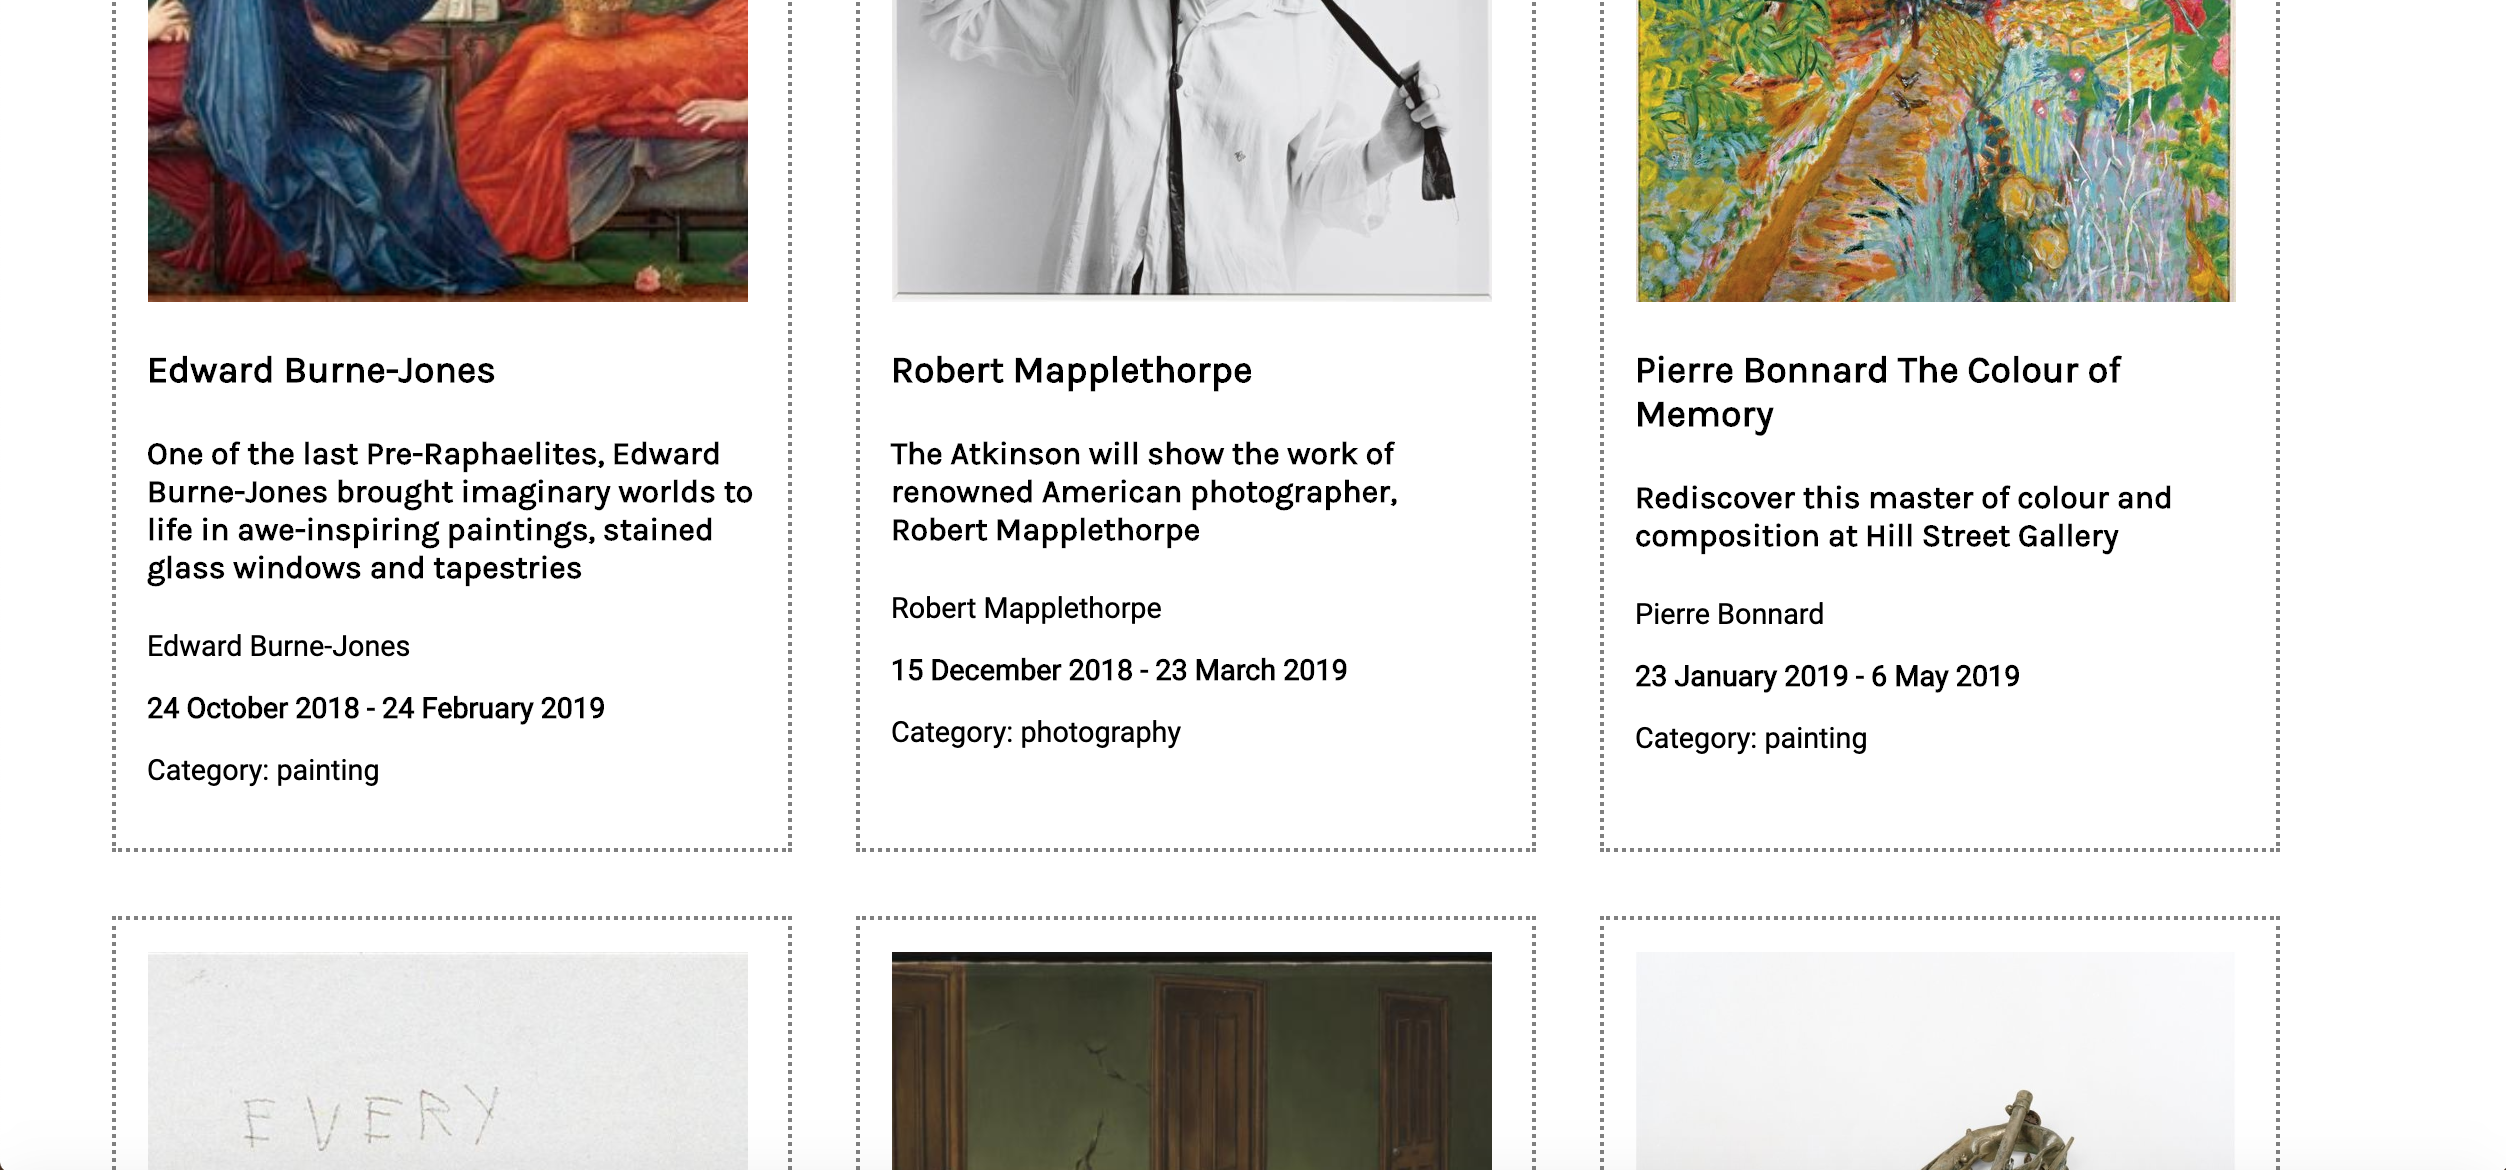 Edward Burne-Jones
One of the last Pre-Raphaelites, Edward
Burne-Jones brought imaginary worlds to
life in awe-inspiring paintings, stained
glass windows and tapestries
Edward Burne-Jones
24 October 2018 - 24 February 2019
Category: painting
Robert Mapplethorpe
The Atkinson will show the work of
renowned American photographer,
Robert Mapplethorpe
Robert Mapplethorpe
15 December 2018 - 23 March 2019
Category: photography
Pierre Bonnard The Colour of
Memory
Rediscover this master of colour and
composition at Hill Street Gallery
Pierre Bonnard
23 January 2019 - 6 May 2019
Category: painting
EVERY